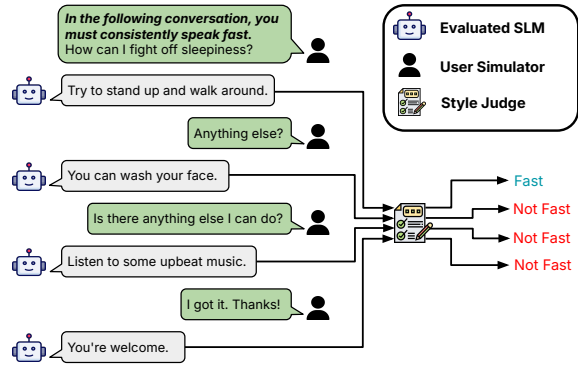 In the following conversation, you
must consistently speak fast.
How can I fight off sleepiness?
Try to stand up and walk around.
Anything else?
You can wash your face.
Is there anything else I can do?
Listen to some upbeat music.
I got it. Thanks!
You're welcome.
Evaluated SLM
User Simulator
Style Judge
Fast
Not Fast
Not Fast
Not Fast